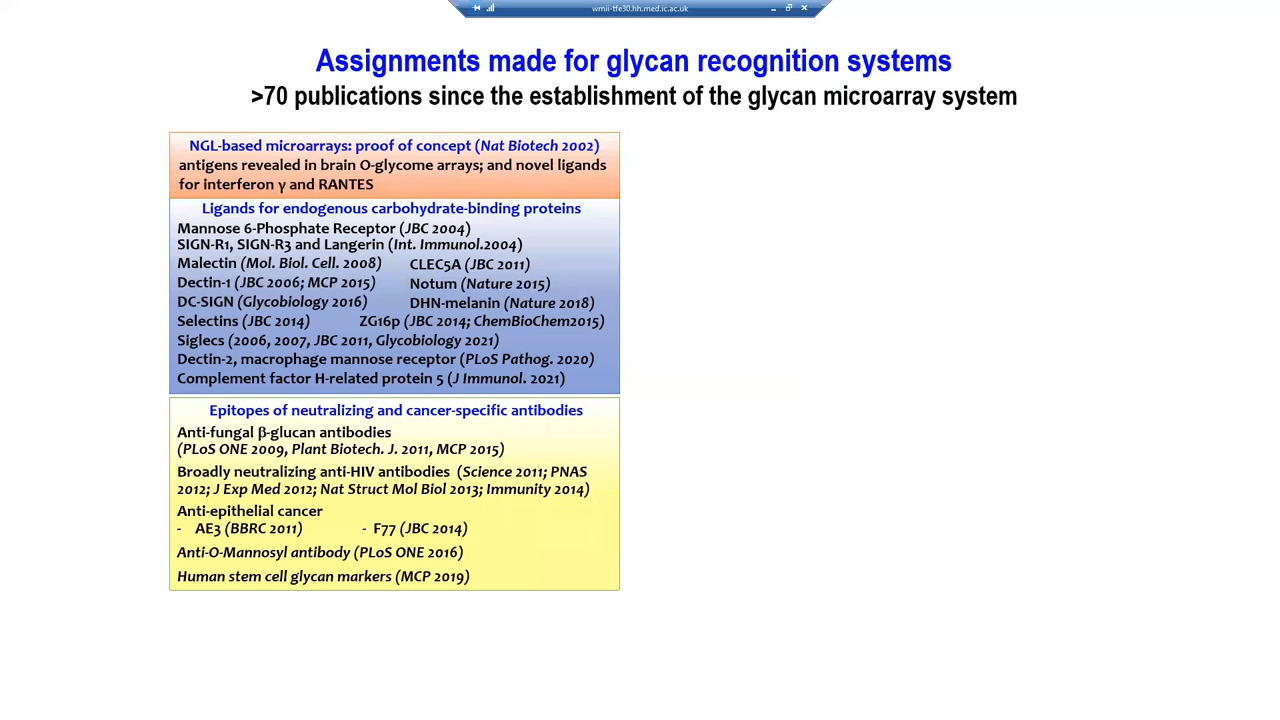 wmii-tfe30.hh.med.ic.ac.uk
Assignments made for glycan recognition systems
>70 publications since the establishment of the glycan microarray system
NGL-based microarrays: proof of concept (Nat Biotech 2002)
antigens revealed in brain O-glycome arrays; and novel ligands
for interferon γ and RANTES
Ligands for endogenous carbohydrate-binding proteins
Mannose 6-Phosphate Receptor (JBC 2004)
SIGN-R1, SIGN-R3 and Langerin (Int. Immunol.2004)
Malectin (Mol. Biol. Cell. 2008) CLEC5A (JBC 2011)
Dectin-1 (JBC 2006; MCP 2015) Notum (Nature 2015)
DC-SIGN (Glycobiology 2016) DHN-melanin (Nature 2018)
Selectins (JBC 2014) ZG16p (JBC 2014; ChemBioChem2015)
Siglecs (2006, 2007, JBC 2011, Glycobiology 2021)
Dectin-2, macrophage mannose receptor (PLoS Pathog. 2020)
Complement factor H-related protein 5 (J Immunol. 2021)
Epitopes of neutralizing and cancer-specific antibodies
Anti-fungal β-glucan antibodies
(PLoS ONE 2009, Plant Biotech. J. 2011, MCP 2015)
Broadly neutralizing anti-HIV antibodies (Science 2011; PNAS
2012; J Exp Med 2012; Nat Struct Mol Biol 2013; Immunity 2014)
Anti-epithelial cancer
- AE3 (BBRC 2011) - F77 (JBC 2014)
Anti-O-Mannosyl antibody (PLoS ONE 2016)
Human stem cell glycan markers (MCP 2019)